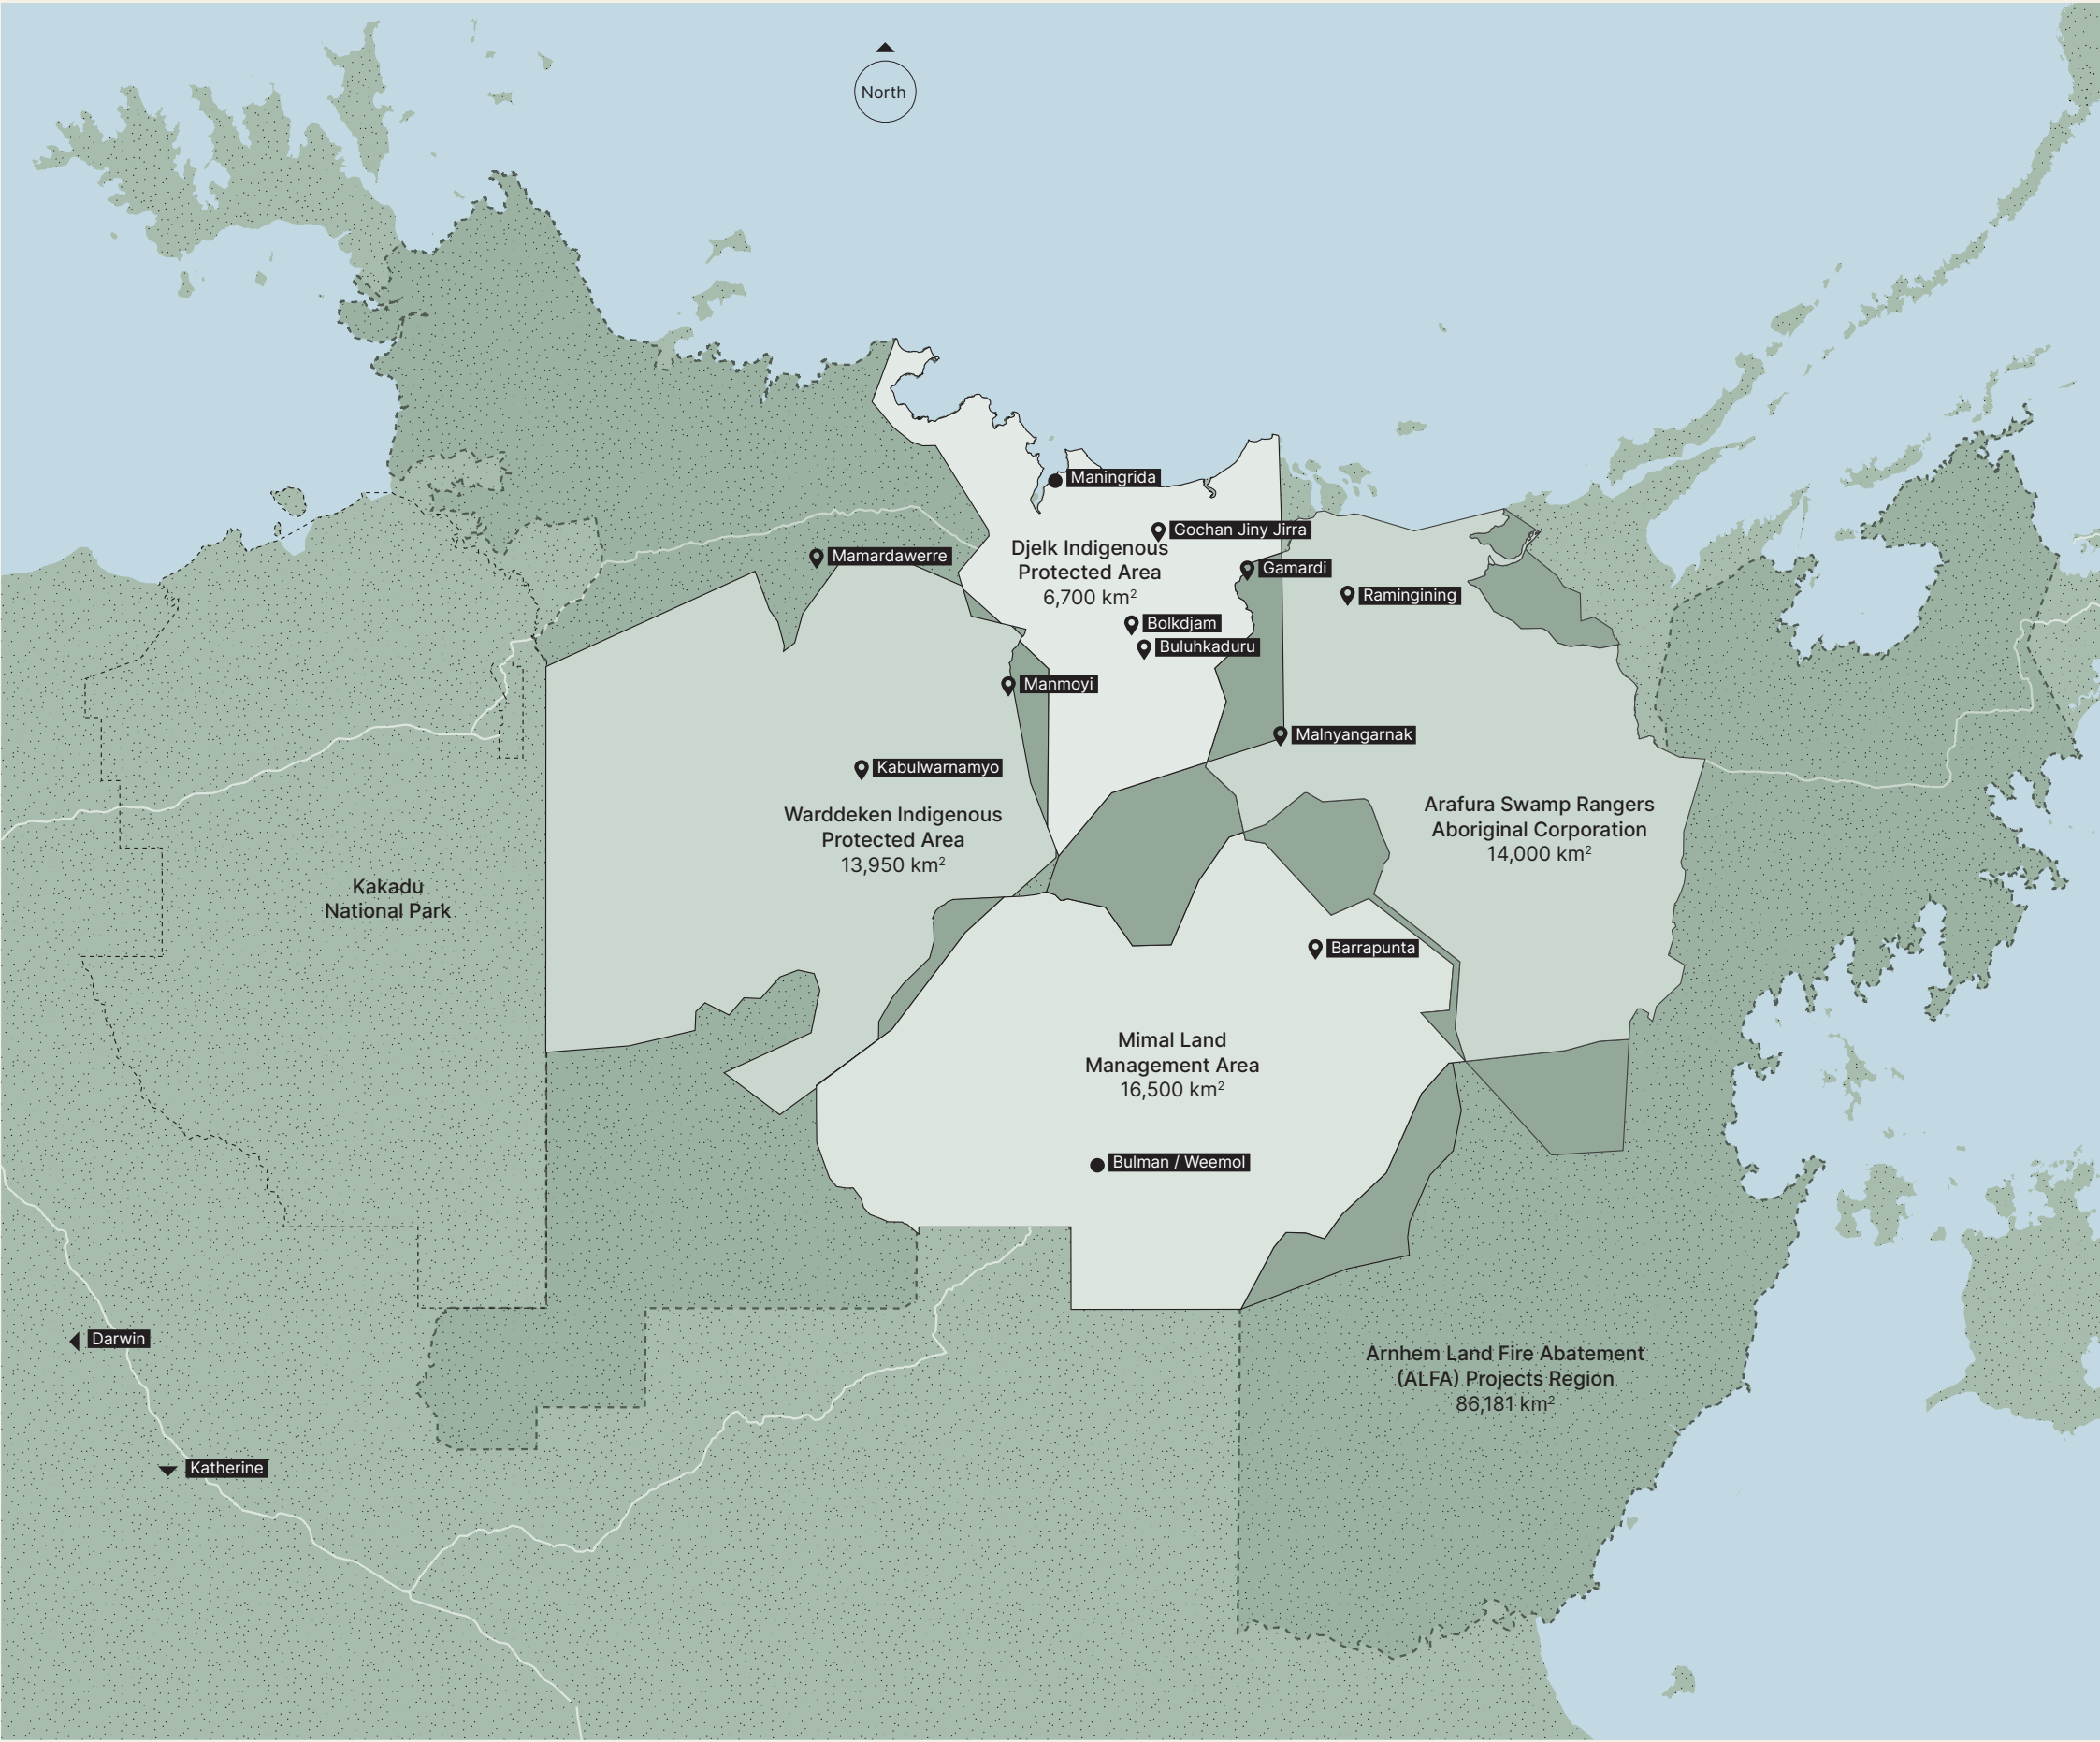 North
Maningrida
Gochan Jiny Jirra
Djelk Indigenous
Protected Area
6,700 km²
Mamardawerre
Gamardi
Ramingining
Bolkdjam
Buluhkaduru
Manmoyi
Malnyangarnak
Kabulwarnamyo
Warddeken Indigenous
Protected Area
13,950 km²
Arafura Swamp Rangers
Aboriginal Corporation
14,000 km²
Kakadu
National Park
Barrapunta
Mimal Land
Management Area
16,500 km²
Bulman / Weemol
Darwin
Arnhem Land Fire Abatement
(ALFA) Projects Region
86,181 km²
Katherine